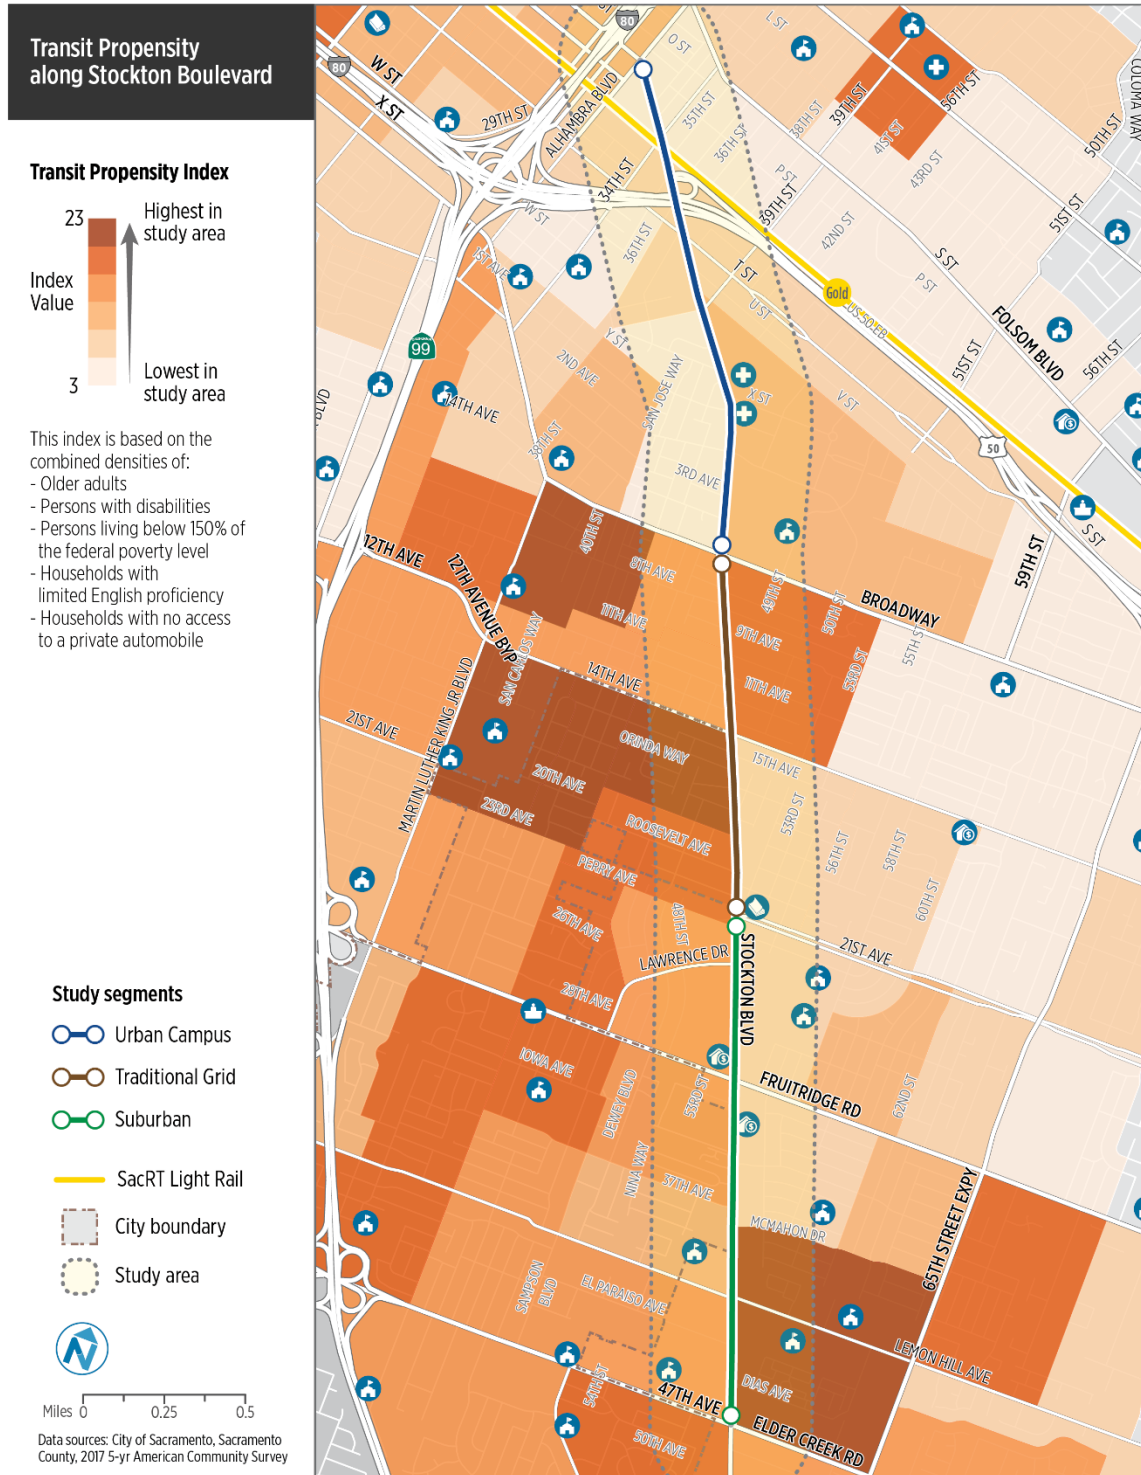 Transit Propensity
along Stockton Boulevard
Transit Propensity Index
23
Highest in
study area
Index
Value
3
Lowest in
study area
This index is based on the
combined densities of:
- Older adults
- Persons with disabilities
- Persons living below 150% of
the federal poverty level
- Households with
limited English proficiency
- Households with no access
to a private automobile
Study segments
Urban Campus
Traditional Grid
Suburban
SacRT Light Rail
City boundary
Study area
N
Miles 0 0.25 0.5
Data sources: City of Sacramento, Sacramento
County, 2017 5-yr American Community Survey
80
80
L ST
O ST
W ST
X ST
29TH ST
ALHAMBRA BLVD
35TH ST
36TH ST
38TH ST
39TH ST
56TH ST
41ST ST
43RD ST
50TH ST
COLOMA WAY
34TH ST
P ST
39TH ST
42ND ST
51ST ST
W ST
36TH ST
1ST AVE
T ST
U ST
S ST
P ST
Gold
US 50 EB
FOLSOM BLVD
51ST ST
56TH ST
CALIFORNIA
99
Y ST
2ND AVE
SAN JOSE WAY
X ST
V ST
14TH AVE
BLVD
38TH ST
3RD AVE
50
S ST
59TH ST
40TH ST
8TH AVE
12TH AVE
12TH AVENUE BYP
11TH AVE
49TH ST
50TH ST
BROADWAY
9TH AVE
53RD ST
55TH ST
11TH AVE
SAN CARLOS WAY
14TH AVE
MARTIN LUTHER KING JR BLVD
21ST AVE
ORINDA WAY
15TH AVE
20TH AVE
23RD AVE
53RD ST
ROOSEVELT AVE
56TH ST
58TH ST
PERRY AVE
60TH ST
26TH AVE
48TH ST
LAWRENCE DR
STOCKTON BLVD
21ST AVE
28TH AVE
IOWA AVE
DEWEY BLVD
53RD ST
FRUITRIDGE RD
62ND ST
NINA WAY
37TH AVE
MCMAHON DR
65TH STREET EXPY
SAMPSON
BLVD
EL PARAISO AVE
LEMON HILL AVE
54TH ST
47TH AVE
DIAS AVE
ELDER CREEK RD
50TH AVE